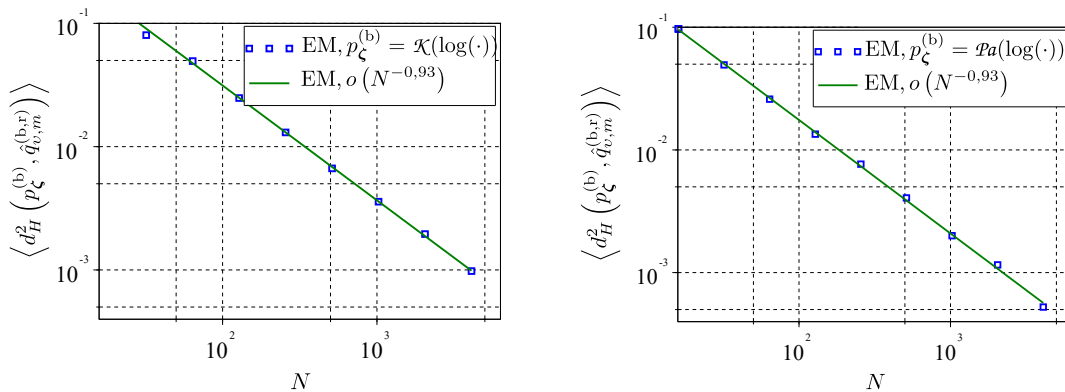 10^{-1}
10^{-2}
10^{-3}
10^2
10^3
N
⟨d_H^2 (p_ζ^{(b)}, q̂_{υ,m}^{(b,r)})⟩
EM, p_ζ^{(b)} = 𝒦(log(·))
EM, o (N^{-0,93})
10^{-1}
10^{-2}
10^{-3}
10^2
10^3
N
⟨d_H^2 (p_ζ^{(b)}, q̂_{υ,m}^{(b,r)})⟩
EM, p_ζ^{(b)} = 𝒫a(log(·))
EM, o (N^{-0,93})